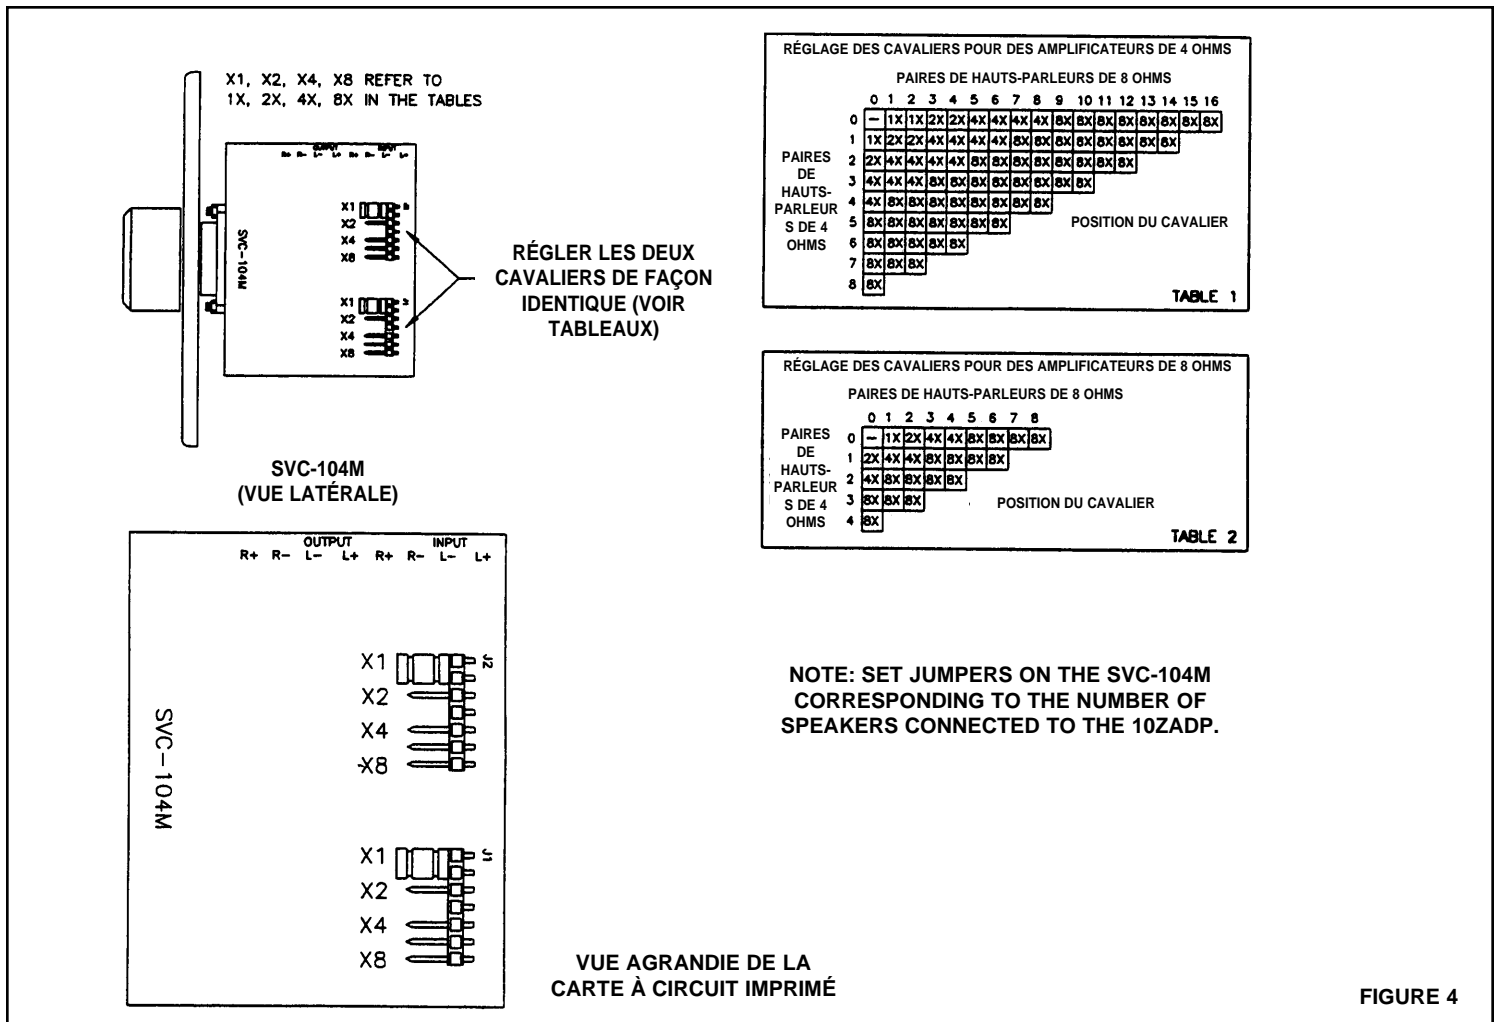 X1, X2, X4, X8 REFER TO
1X, 2X, 4X, 8X IN THE TABLES
OUTPUT INPUT
R+ R- L- L+ R+ R- L- L+
SVC-104M
X1
X2
X4
X8
X1
X2
X4
X8
RÉGLER LES DEUX
CAVALIERS DE FAÇON
IDENTIQUE (VOIR
TABLEAUX)
SVC-104M
(VUE LATÉRALE)
RÉGLAGE DES CAVALIERS POUR DES AMPLIFICATEURS DE 4 OHMS
PAIRES DE HAUTS-PARLEURS DE 8 OHMS
0 1 2 3 4 5 6 7 8 9 10 11 12 13 14 15 16
PAIRES
DE
HAUTS-
PARLEUR
S DE 4
OHMS
0 – 1X 1X 2X 2X 4X 4X 4X 4X 8X 8X 8X 8X 8X 8X 8X 8X
1 1X 2X 2X 4X 4X 4X 4X 8X 8X 8X 8X 8X 8X 8X 8X
2 2X 4X 4X 4X 4X 8X 8X 8X 8X 8X 8X 8X 8X
3 4X 4X 4X 8X 8X 8X 8X 8X 8X 8X 8X
4 4X 8X 8X 8X 8X 8X 8X 8X 8X
5 8X 8X 8X 8X 8X 8X 8X
6 8X 8X 8X 8X 8X
7 8X 8X 8X
8 8X
POSITION DU CAVALIER
TABLE 1
RÉGLAGE DES CAVALIERS POUR DES AMPLIFICATEURS DE 8 OHMS
PAIRES DE HAUTS-PARLEURS DE 8 OHMS
0 1 2 3 4 5 6 7 8
PAIRES
DE
HAUTS-
PARLEUR
S DE 4
OHMS
0 – 1X 2X 4X 4X 8X 8X 8X 8X
1 2X 4X 4X 8X 8X 8X 8X
2 4X 8X 8X 8X 8X
3 8X 8X 8X
4 8X
POSITION DU CAVALIER
TABLE 2
OUTPUT INPUT
R+ R- L- L+ R+ R- L- L+
SVC-104M
X1 J2
X2
X4
X8
X1 J1
X2
X4
X8
NOTE: SET JUMPERS ON THE SVC-104M
CORRESPONDING TO THE NUMBER OF
SPEAKERS CONNECTED TO THE 10ZADP.
VUE AGRANDIE DE LA
CARTE À CIRCUIT IMPRIMÉ
FIGURE 4